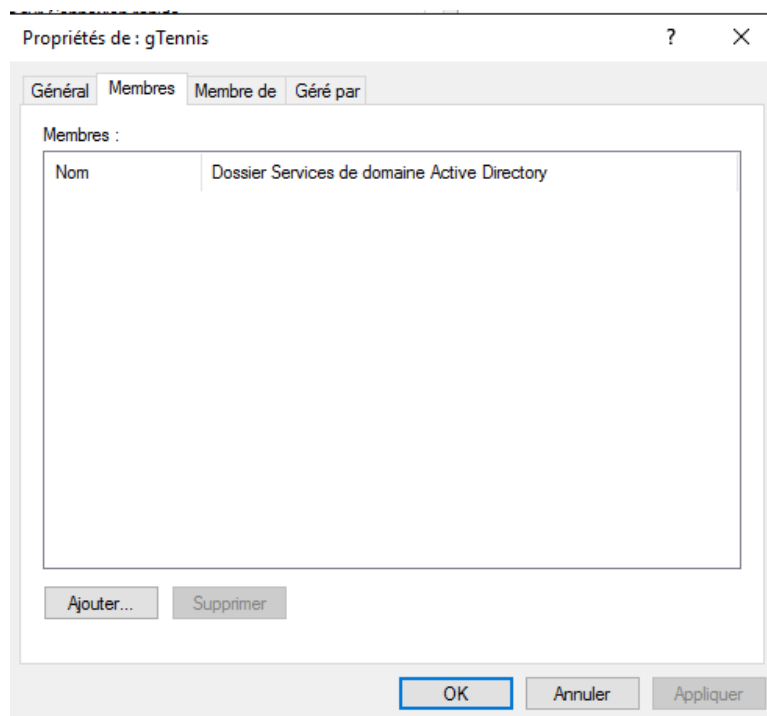 Propriétés de : gTennis ? ×
Général Membres Membre de Géré par
Membres :
Nom Dossier Services de domaine Active Directory
Ajouter... Supprimer
OK Annuler Appliquer